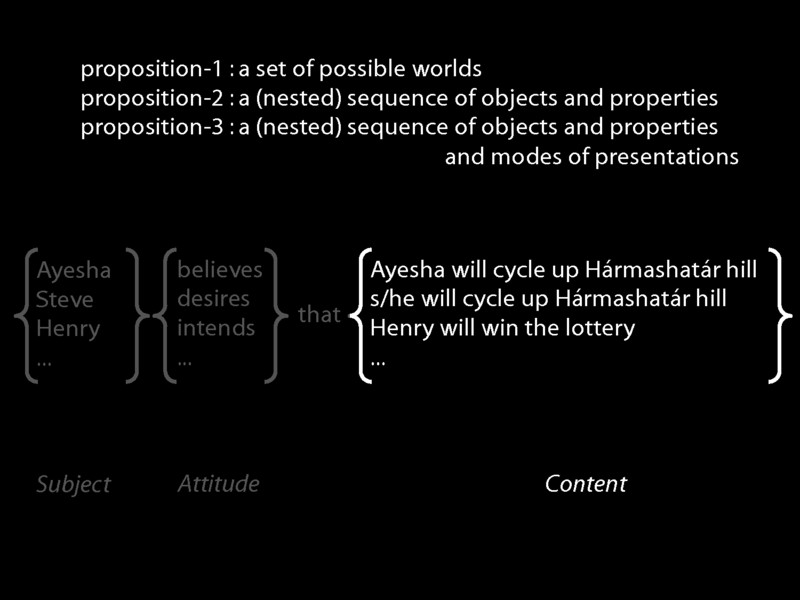 proposition-1 : a set of possible worlds
proposition-2 : a (nested) sequence of objects and properties
proposition-3 : a (nested) sequence of objects and properties
and modes of presentations
Ayesha
Steve
Henry
...
believes
desires
intends
...
that
Ayesha will cycle up Hármashatár hill
s/he will cycle up Hármashatár hill
Henry will win the lottery
...
Subject
Attitude
Content